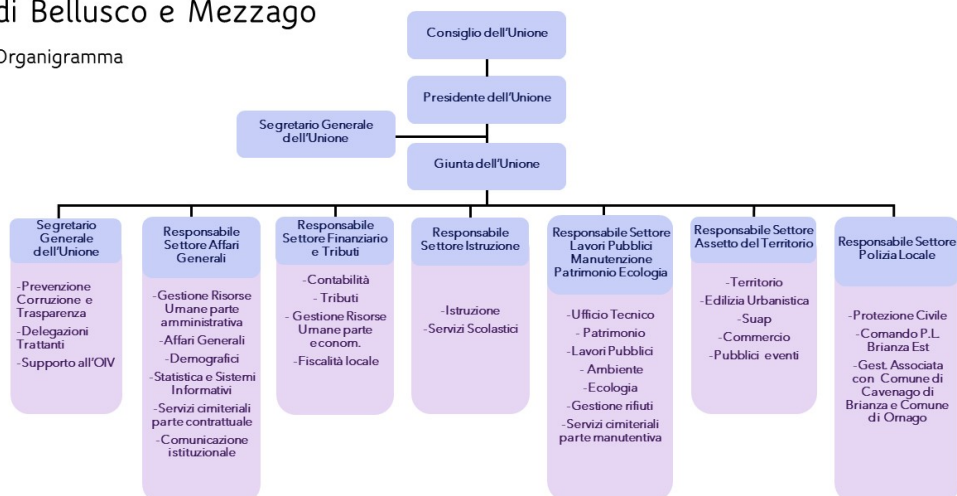 di Bellusco e Mezzago
Organigramma
Consiglio dell'Unione
Presidente dell'Unione
Segretario Generale
dell'Unione
Giunta dell'Unione
Segretario
Generale
dell'Unione
-Prevenzione
Corruzione e
Trasparenza
-Delegazioni
Trattanti
-Supporto all'OIV
Responsabile
Settore Affari
Generali
-Gestione Risorse
Umane parte
amministrativa
-Affari Generali
-Demografici
-Statistica e Sistemi
Informativi
-Servizi cimiteriali
parte contrattuale
-Comunicazione
istituzionale
Responsabile
Settore Finanziario
e Tributi
-Contabilità
- Tributi
- Gestione Risorse
Umane parte
econom.
-Fiscalità locale
Responsabile
Settore Istruzione
-Istruzione
-Servizi Scolastici
Responsabile Settore
Lavori Pubblici
Manutenzione
Patrimonio Ecologia
-Ufficio Tecnico
- Patrimonio
-Lavori Pubblici
- Ambiente
-Ecologia
-Gestione rifiuti
-Servizi cimiteriali
parte manutentiva
Responsabile Settore
Assetto del Territorio
-Territorio
-Edilizia Urbanistica
-Suap
-Commercio
-Pubblici eventi
Responsabile Settore
Polizia Locale
-Protezione Civile
-Comando P.L.
Brianza Est
-Gest. Associata
con Comune di
Cavenago di
Brianza e Comune
di Ornago